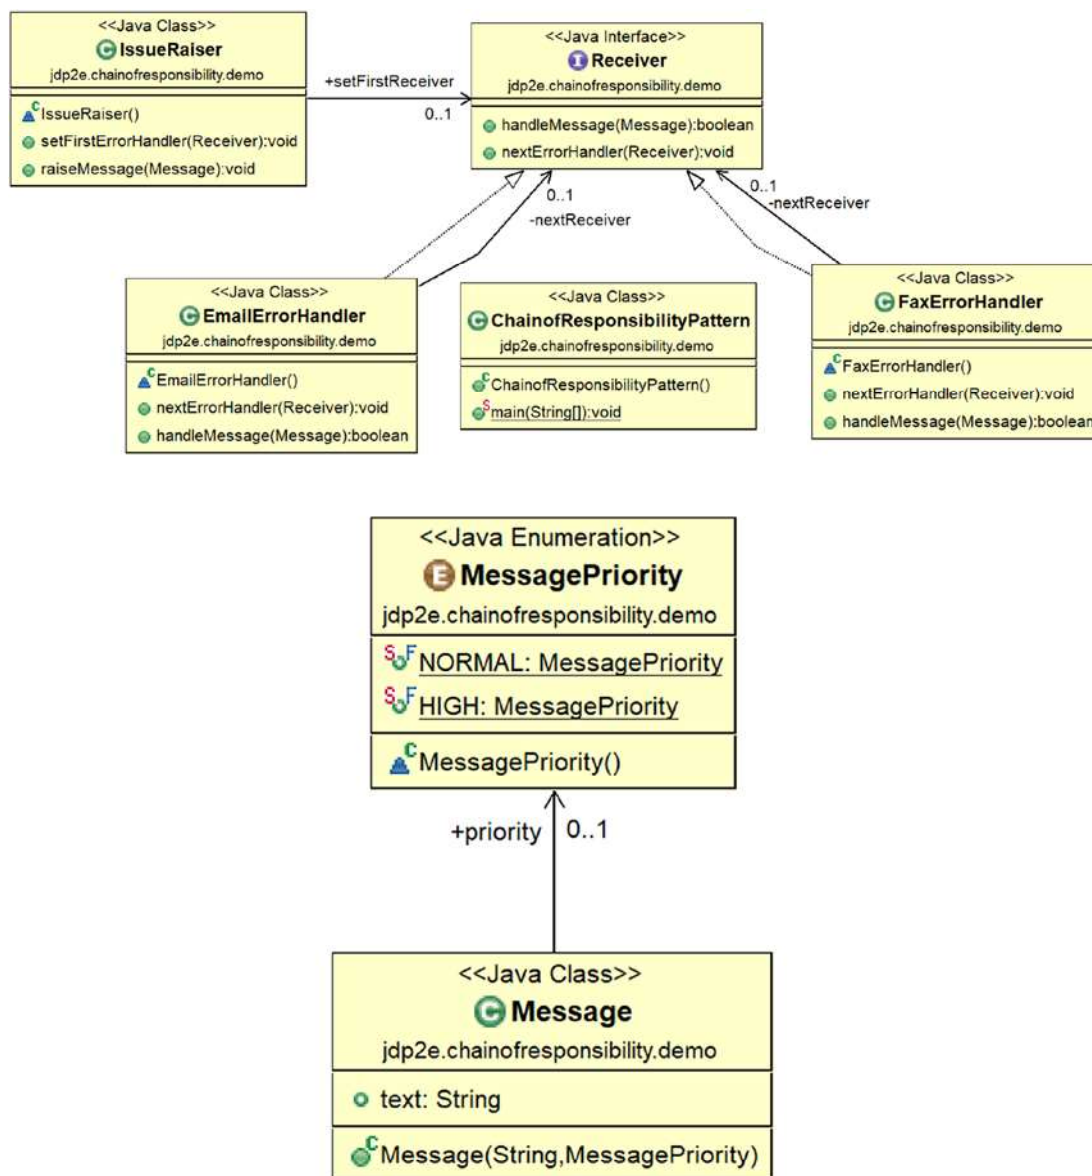 <<Java Class>>
IssueRaiser
jdp2e.chainofresponsibility.demo
IssueRaiser()
setFirstErrorHandler(Receiver):void
raiseMessage(Message):void
+setFirstReceiver
0..1
<<Java Interface>>
Receiver
jdp2e.chainofresponsibility.demo
handleMessage(Message):boolean
nextErrorHandler(Receiver):void
0..1
-nextReceiver
0..1
-nextReceiver
<<Java Class>>
EmailErrorHandler
jdp2e.chainofresponsibility.demo
EmailErrorHandler()
nextErrorHandler(Receiver):void
handleMessage(Message):boolean
<<Java Class>>
ChainofResponsibilityPattern
jdp2e.chainofresponsibility.demo
ChainofResponsibilityPattern()
main(String[]):void
<<Java Class>>
FaxErrorHandler
jdp2e.chainofresponsibility.demo
FaxErrorHandler()
nextErrorHandler(Receiver):void
handleMessage(Message):boolean
<<Java Enumeration>>
MessagePriority
jdp2e.chainofresponsibility.demo
NORMAL: MessagePriority
HIGH: MessagePriority
MessagePriority()
+priority 0..1
<<Java Class>>
Message
jdp2e.chainofresponsibility.demo
text: String
Message(String,MessagePriority)